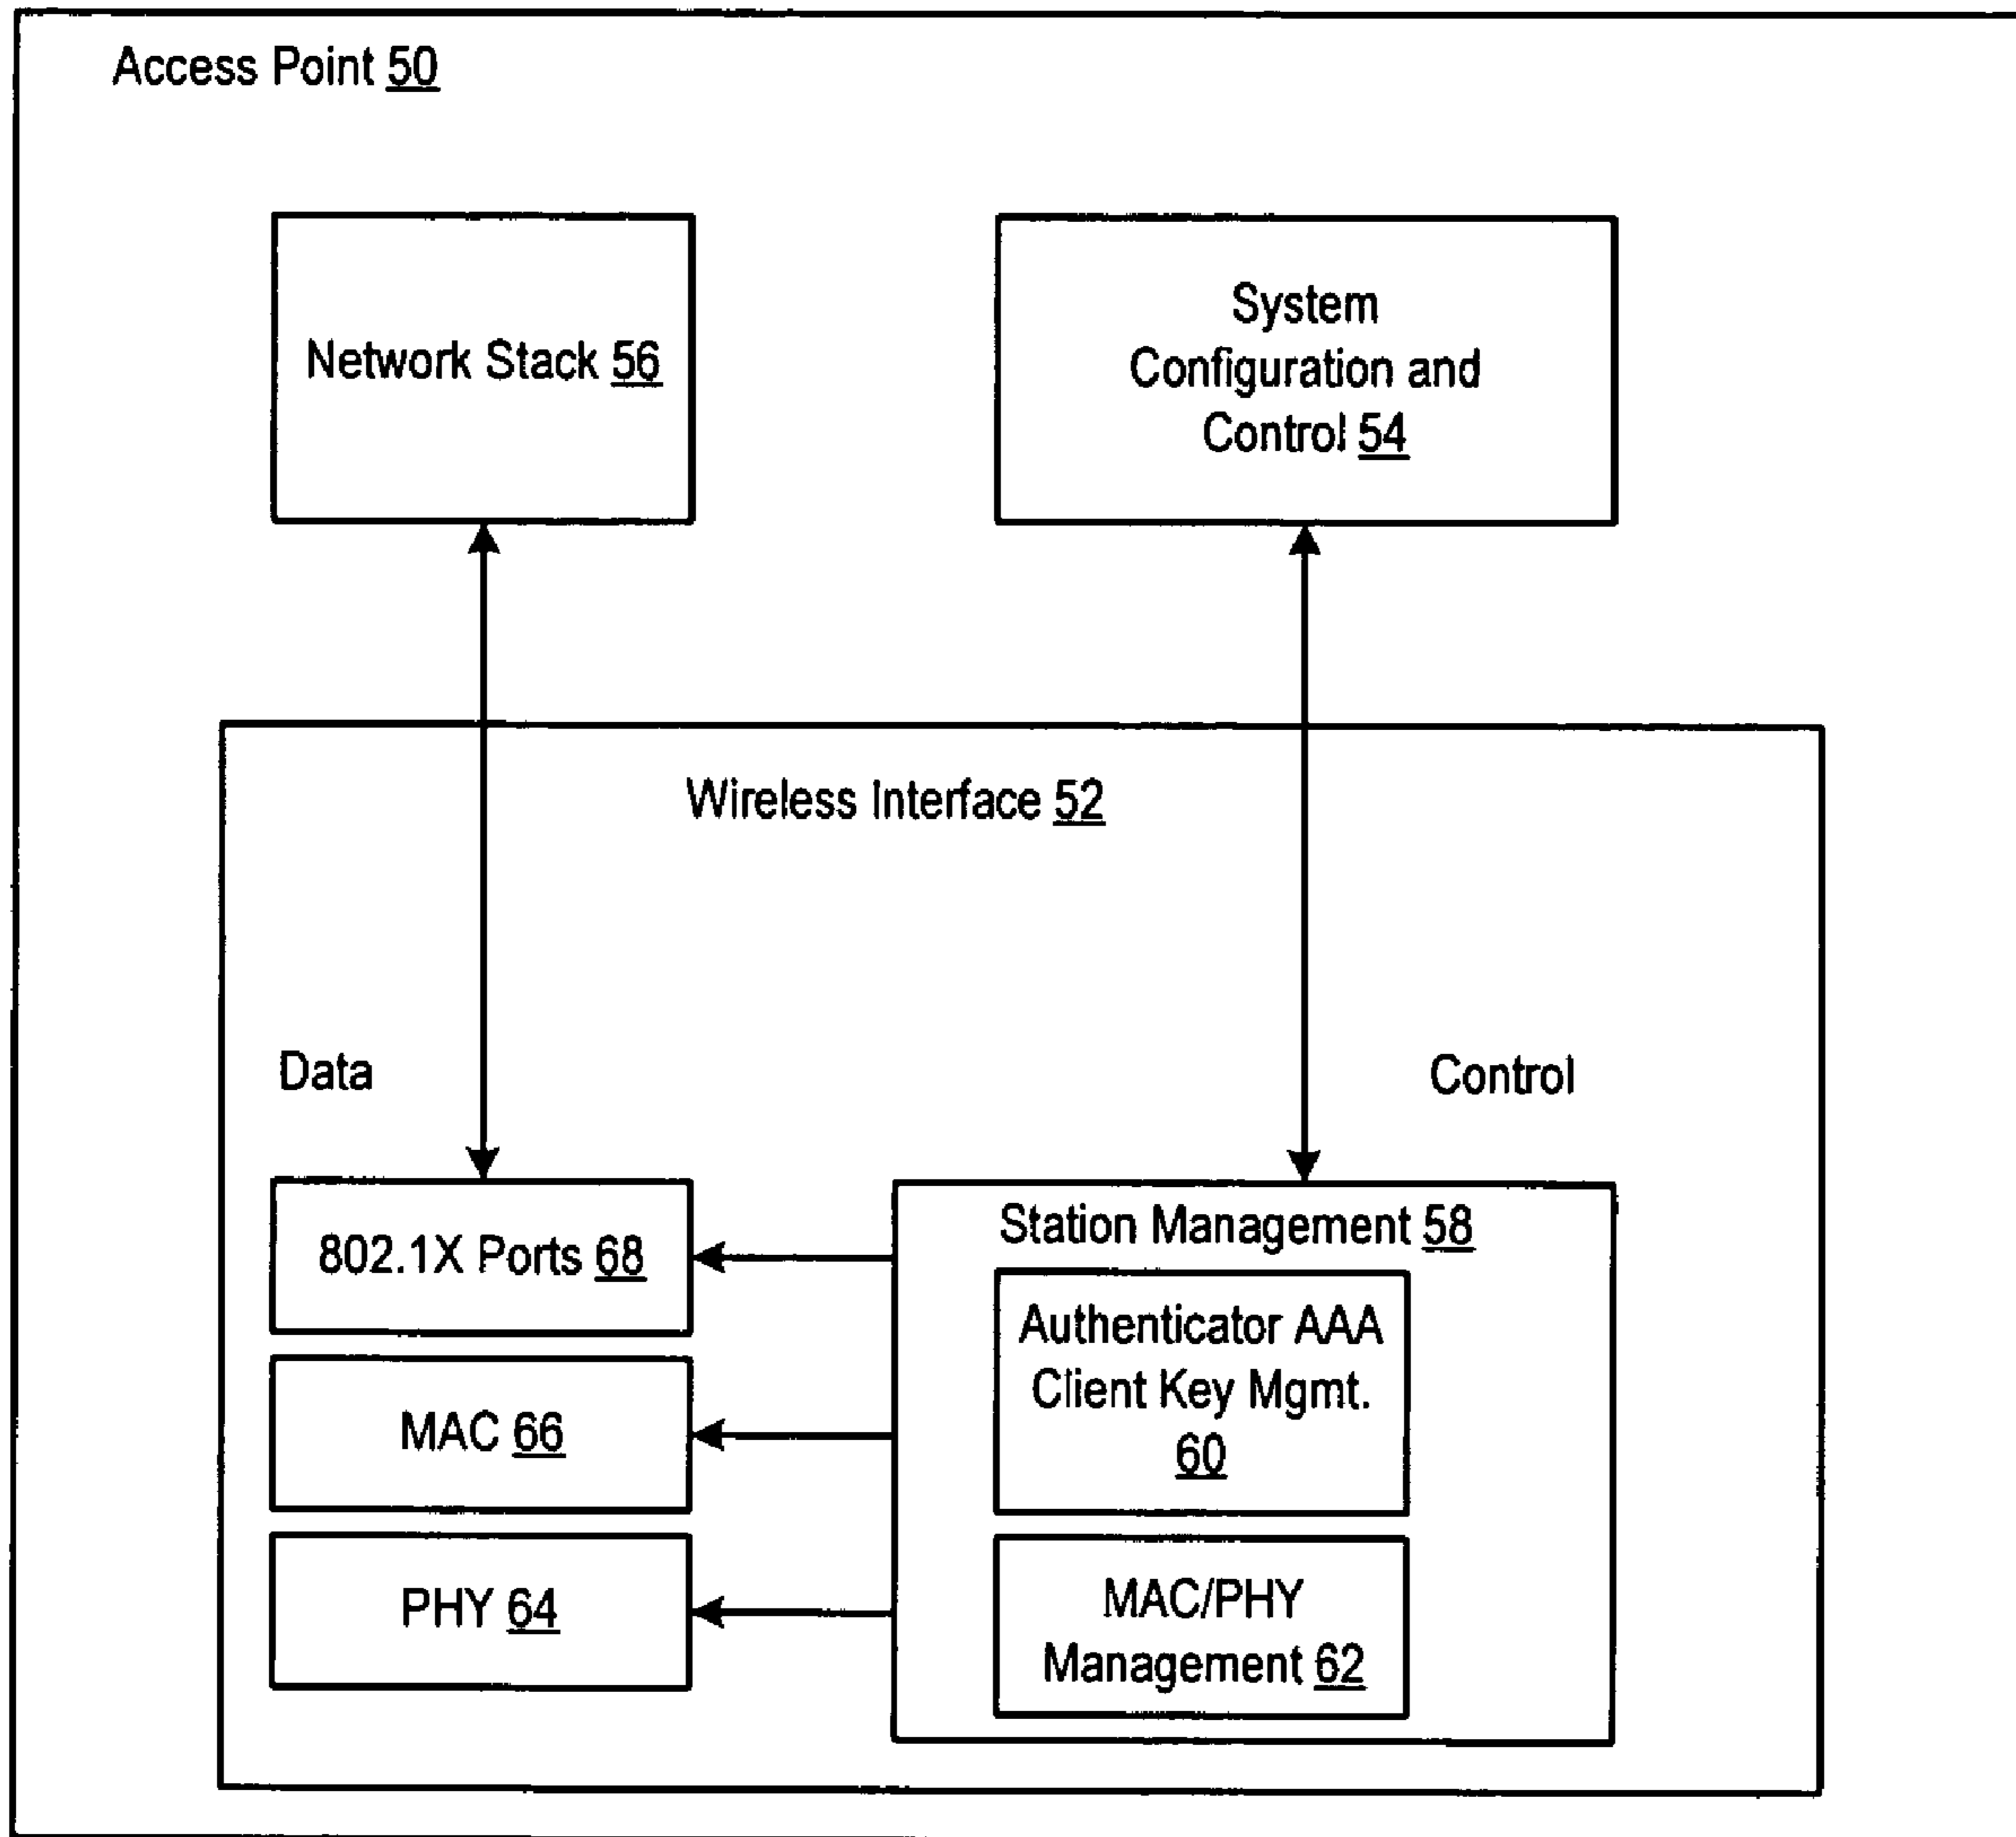 Access Point 50
Network Stack 56
System
Configuration and
Control 54
Wireless Interface 52
Data
Control
802.1X Ports 68
MAC 66
PHY 64
Station Management 58
Authenticator AAA
Client Key Mgmt.
60
MAC/PHY
Management 62